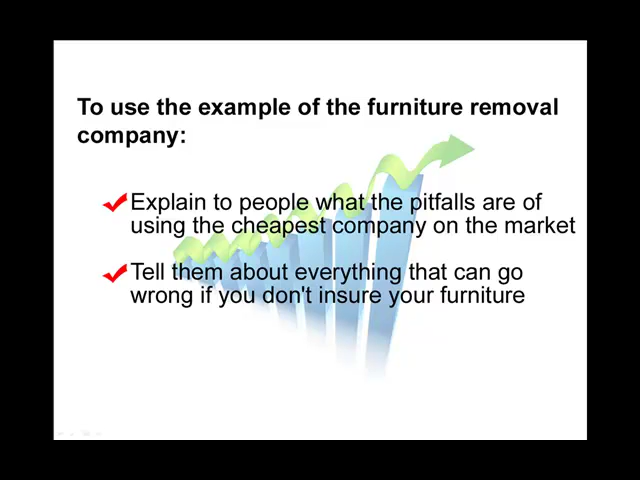 To use the example of the furniture removal
company:
Explain to people what the pitfalls are of
using the cheapest company on the market
Tell them about everything that can go
wrong if you don't insure your furniture